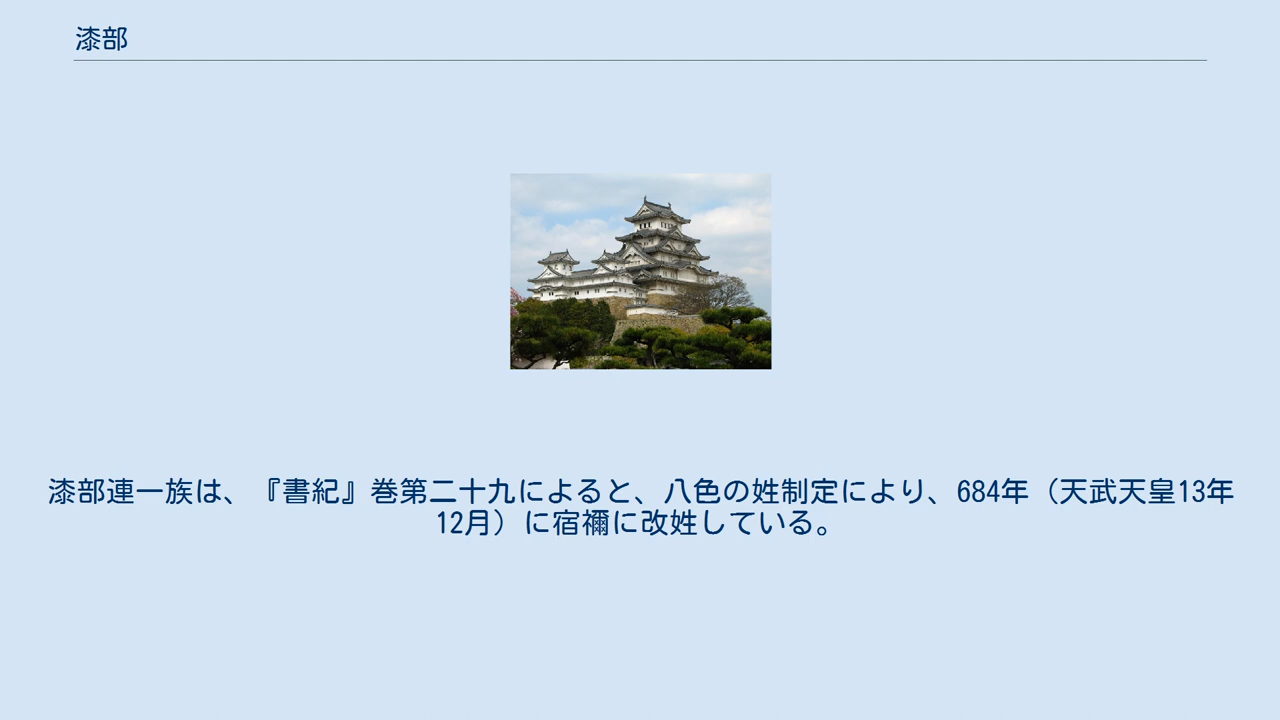 漆部
漆部連一族は、『書紀』巻第二十九によると、八色の姓制定により、684年（天武天皇13年
12月）に宿禰に改姓している。